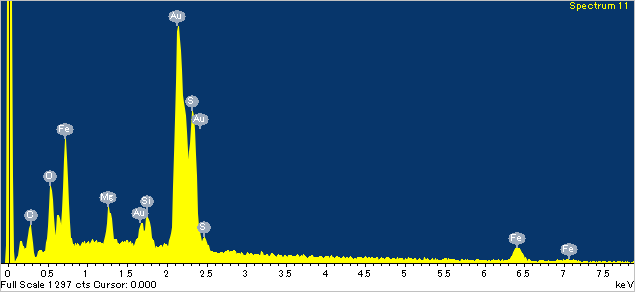 Spectrum 11
Au
S
Au
Fe
O
Mg
Au
Si
S
Fe
Fe
0 0.5 1 1.5 2 2.5 3 3.5 4 4.5 5 5.5 6 6.5 7 7.5
Full Scale 1297 cts Cursor: 0.000 keV